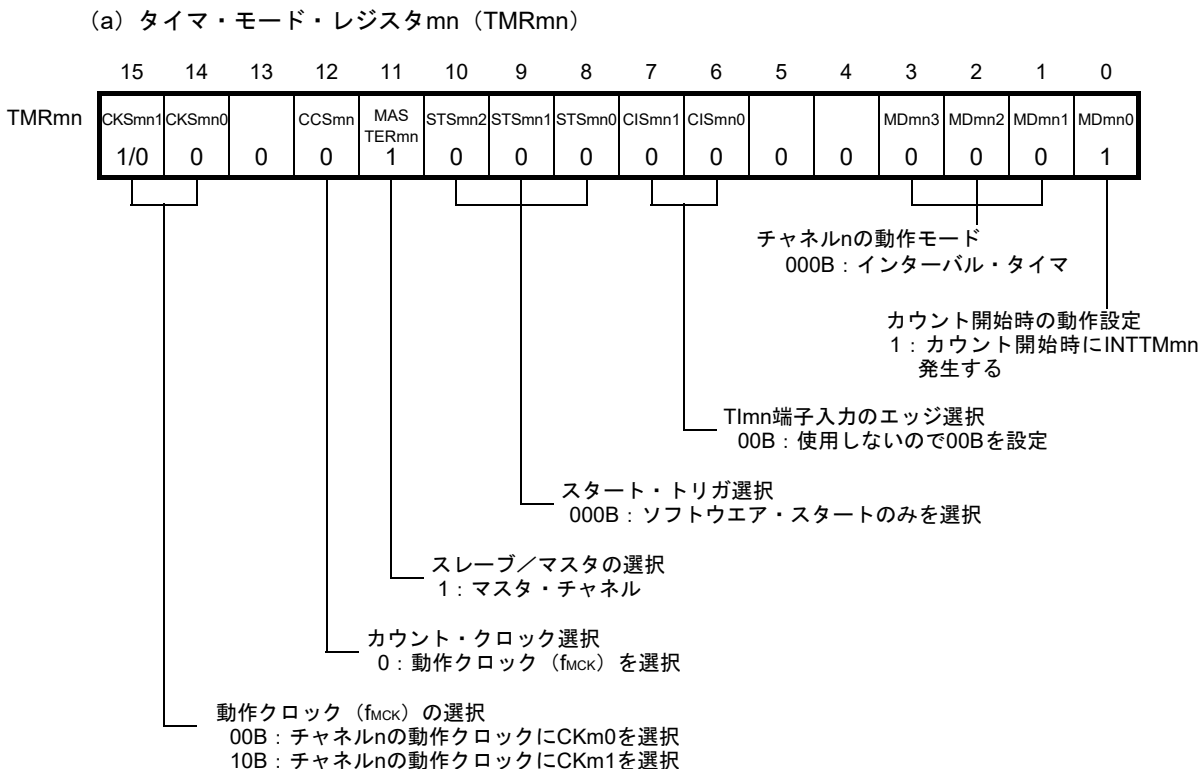 （a）タイマ・モード・レジスタmn（TMRmn）
15 14 13 12 11 10 9 8 7 6 5 4 3 2 1 0
TMRmn CKSmn1 CKSmn0 CCSmn MAS TERmn STSmn2 STSmn1 STSmn0 CISmn1 CISmn0 MDmn3 MDmn2 MDmn1 MDmn0
1/0 0 0 0 1 0 0 0 0 0 0 0 0 0 0 1
チャネルnの動作モード
000B：インターバル・タイマ
カウント開始時の動作設定
1：カウント開始時にINTTMmn
発生する
TImn端子入力のエッジ選択
00B：使用しないので00Bを設定
スタート・トリガ選択
000B：ソフトウエア・スタートのみを選択
スレーブ／マスタの選択
1：マスタ・チャネル
カウント・クロック選択
0：動作クロック（fMCK）を選択
動作クロック（fMCK）の選択
00B：チャネルnの動作クロックにCKm0を選択
10B：チャネルnの動作クロックにCKm1を選択